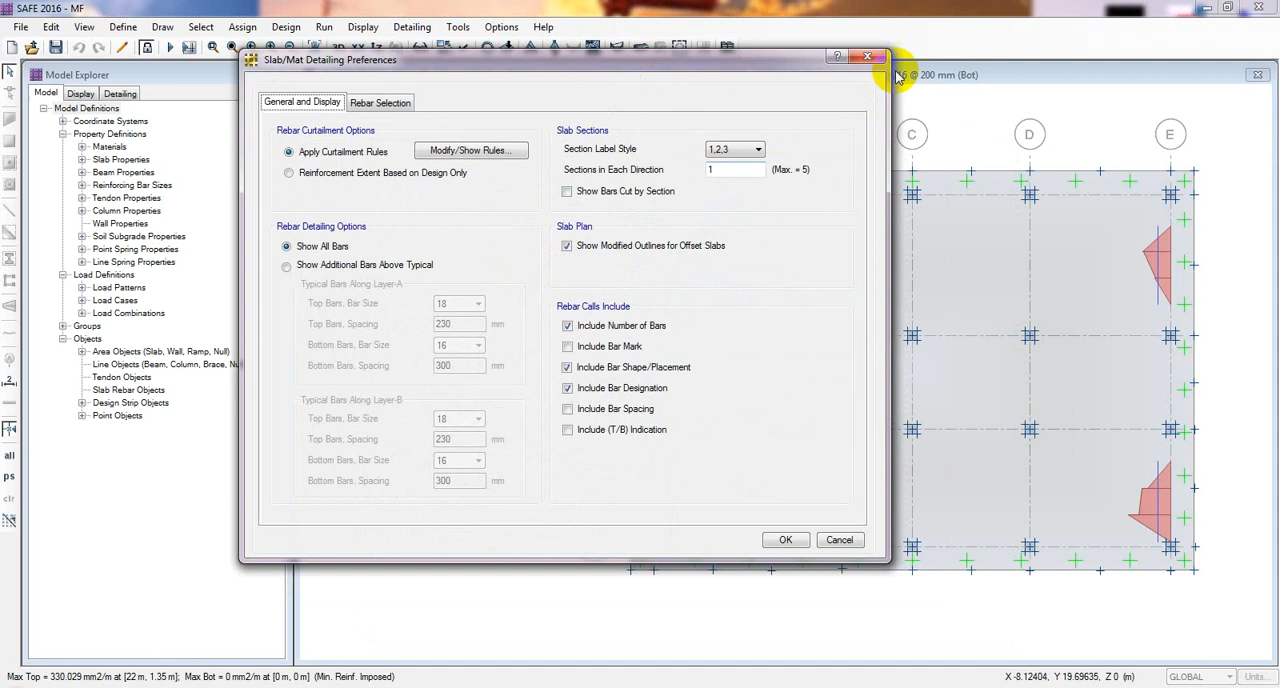 SAFE 2016 - MF
File Edit View Define Draw Select Assign Design Run Display Detailing Tools Options Help
Model Explorer
Model Display Detailing
Model Definitions
Coordinate Systems
Property Definitions
Materials
Slab Properties
Beam Properties
Reinforcing Bar Sizes
Tendon Properties
Column Properties
Wall Properties
Soil Subgrade Properties
Point Spring Properties
Line Spring Properties
Load Definitions
Load Patterns
Load Cases
Load Combinations
Groups
Objects
Area Objects (Slab, Wall, Ramp, Null)
Line Objects (Beam, Column, Brace, Nu
Tendon Objects
Slab Rebar Objects
Design Strip Objects
Point Objects
all
ps
clr
Slab/Mat Detailing Preferences
General and Display Rebar Selection
Rebar Curtailment Options
Apply Curtailment Rules Modify/Show Rules...
Reinforcement Extent Based on Design Only
Rebar Detailing Options
Show All Bars
Show Additional Bars Above Typical
Typical Bars Along Layer-A
Top Bars, Bar Size 18
Top Bars, Spacing 230 mm
Bottom Bars, Bar Size 16
Bottom Bars, Spacing 300 mm
Typical Bars Along Layer-B
Top Bars, Bar Size 18
Top Bars, Spacing 230 mm
Bottom Bars, Bar Size 16
Bottom Bars, Spacing 300 mm
Slab Sections
Section Label Style 1,2,3
Sections in Each Direction 1 (Max. = 5)
Show Bars Cut by Section
Slab Plan
Show Modified Outlines for Offset Slabs
Rebar Calls Include
Include Number of Bars
Include Bar Mark
Include Bar Shape/Placement
Include Bar Designation
Include Bar Spacing
Include (T/B) Indication
OK Cancel
@ 200 mm (Bot)
C D E
Max Top = 330.029 mm2/m at [22 m, 1.35 m]; Max Bot = 0 mm2/m at [0 m, 0 m] (Min. Reinf. Imposed)
X -8.12404, Y 19.69635, Z 0 (m)
GLOBAL
Units...